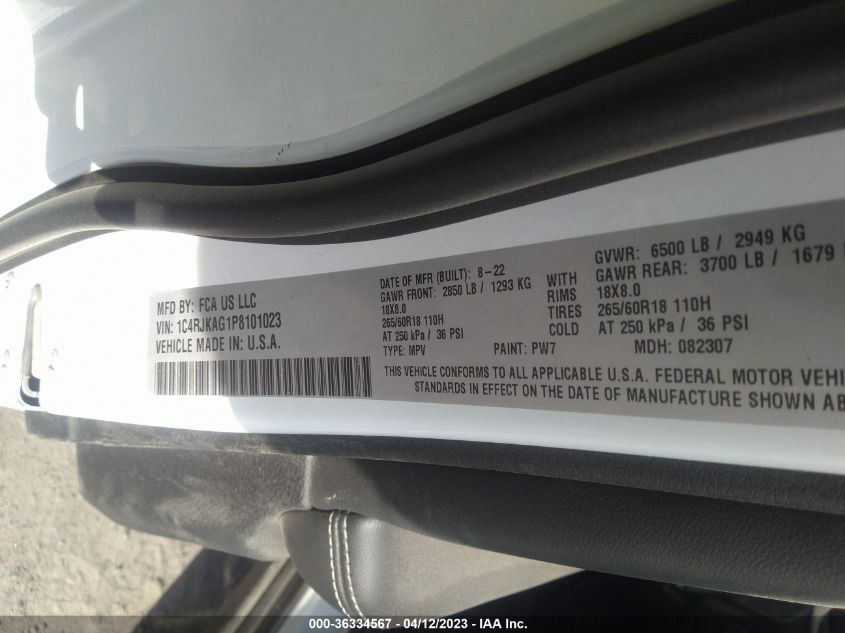 MFD BY: FCA US LLC
VIN: 1C4RJKAG1P8101023
VEHICLE MADE IN: U.S.A.
DATE OF MFR (BUILT): 8-22
GAWR FRONT: 2850 LB / 1293 KG
18X8.0
265/60R18 110H
AT 250 kPa / 36 PSI
TYPE: MPV
PAINT: PW7
WITH
RIMS
TIRES
COLD
GVWR: 6500 LB / 2949 KG
GAWR REAR: 3700 LB / 1679
18X8.0
265/60R18 110H
AT 250 kPa / 36 PSI
MDH: 082307
THIS VEHICLE CONFORMS TO ALL APPLICABLE U.S.A. FEDERAL MOTOR VEHI
STANDARDS IN EFFECT ON THE DATE OF MANUFACTURE SHOWN AB
000-36334567 - 04/12/2023 - IAA Inc.